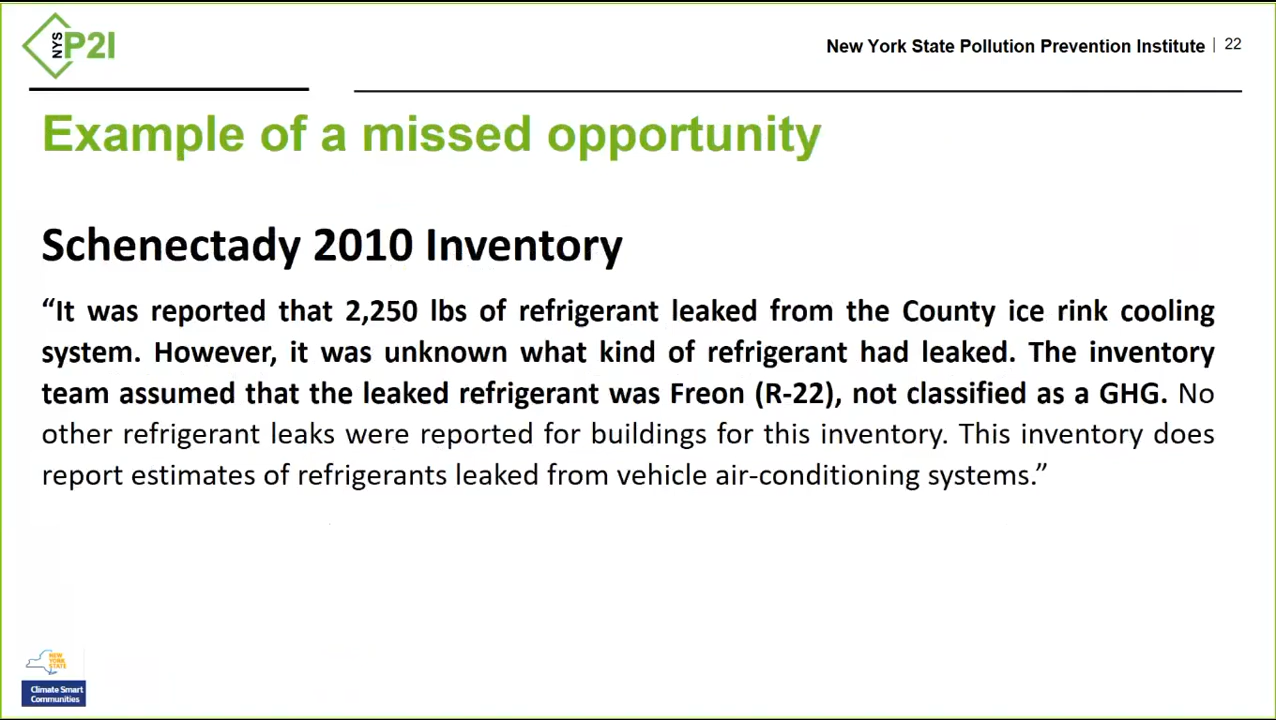 NYS P2I
New York State Pollution Prevention Institute | 22
Example of a missed opportunity
Schenectady 2010 Inventory
“It was reported that 2,250 lbs of refrigerant leaked from the County ice rink cooling
system. However, it was unknown what kind of refrigerant had leaked. The inventory
team assumed that the leaked refrigerant was Freon (R-22), not classified as a GHG. No
other refrigerant leaks were reported for buildings for this inventory. This inventory does
report estimates of refrigerants leaked from vehicle air-conditioning systems.”
NEW
YORK
STATE
Climate Smart
Communities